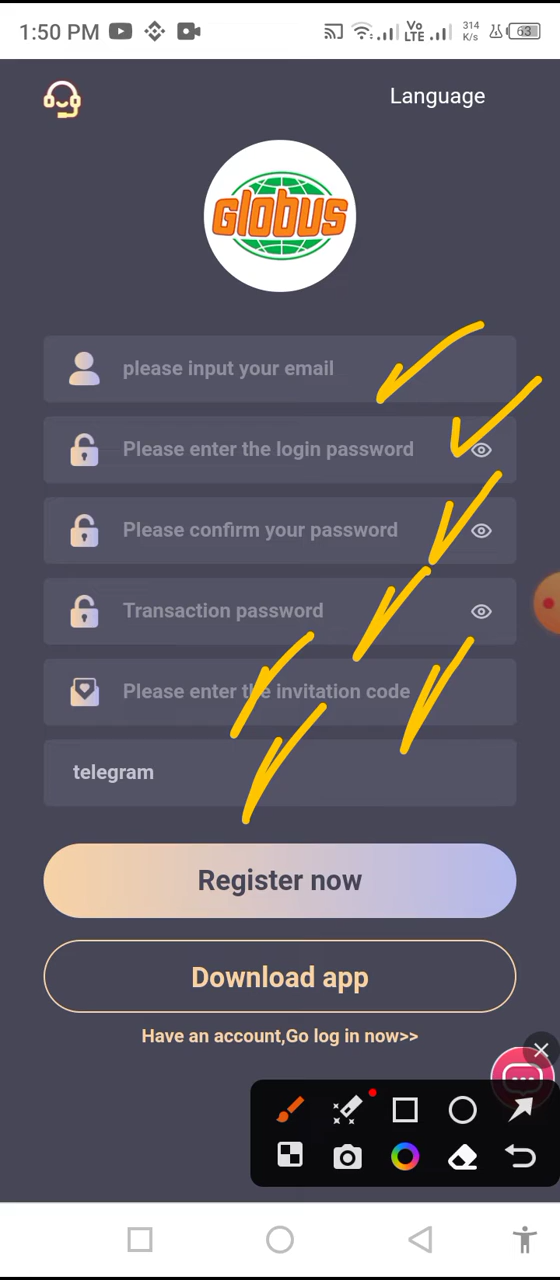 1:50 PM
Vo LTE
314 K/s
63
Language
GLOBUS
please input your email
Please enter the login password
Please confirm your password
Transaction password
Please enter the invitation code
telegram
Register now
Download app
Have an account,Go log in now>>